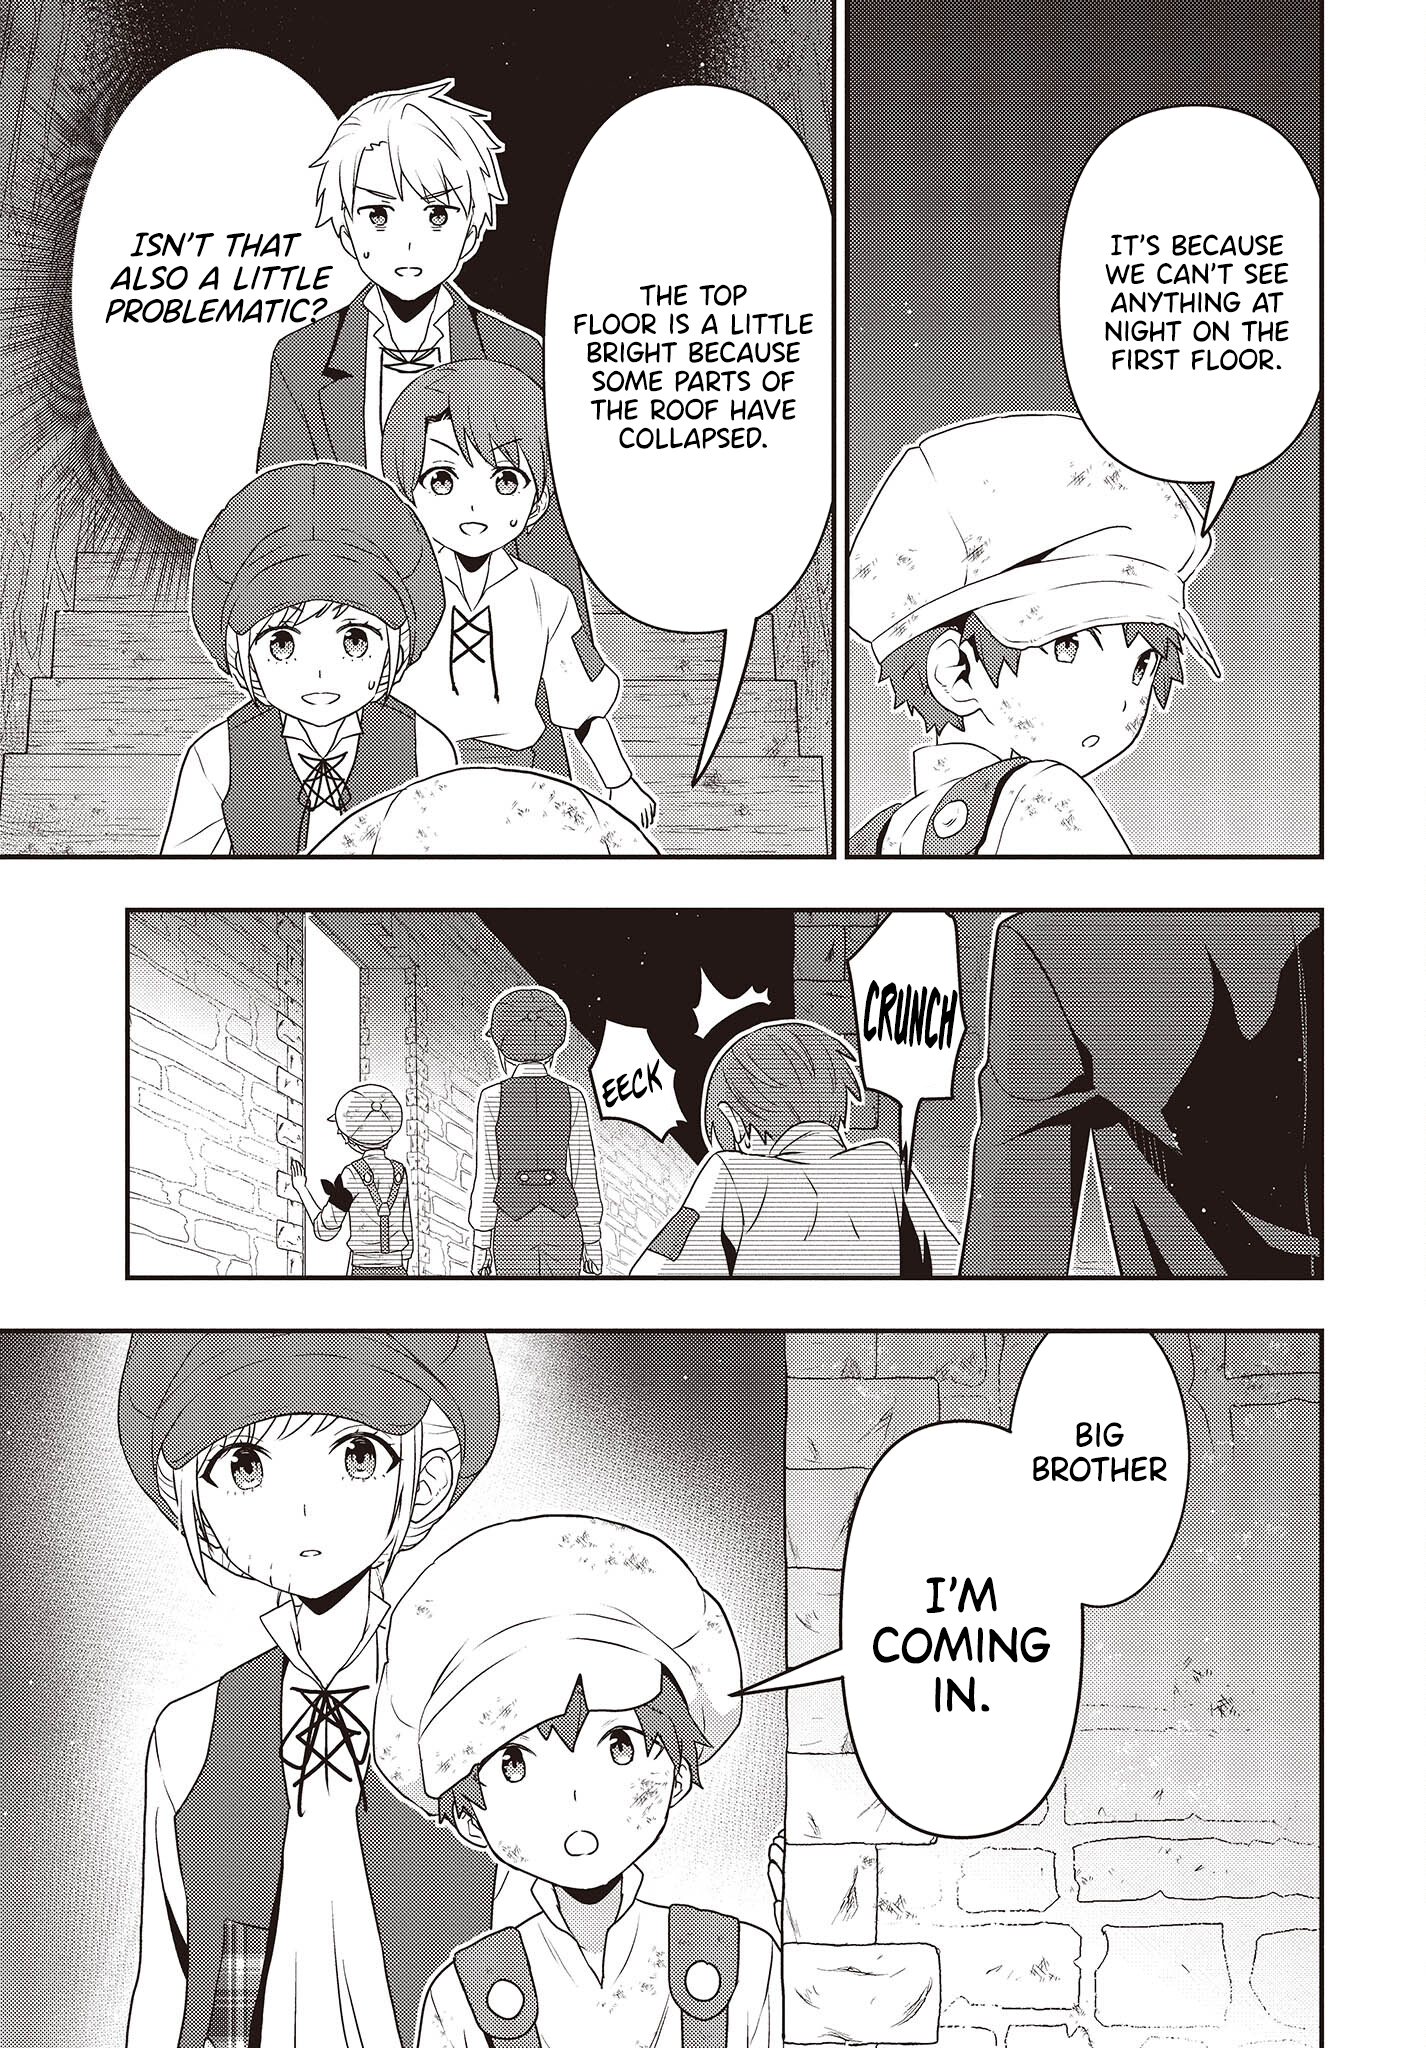 IT'S BECAUSE
WE CAN'T SEE
ANYTHING AT
NIGHT ON THE
FIRST FLOOR.
THE TOP
FLOOR IS A LITTLE
BRIGHT BECAUSE
SOME PARTS OF
THE ROOF HAVE
COLLAPSED.
ISN'T THAT
ALSO A LITTLE
PROBLEMATIC?
CRUNCH
EECK
BIG
BROTHER
I'M
COMING
IN.